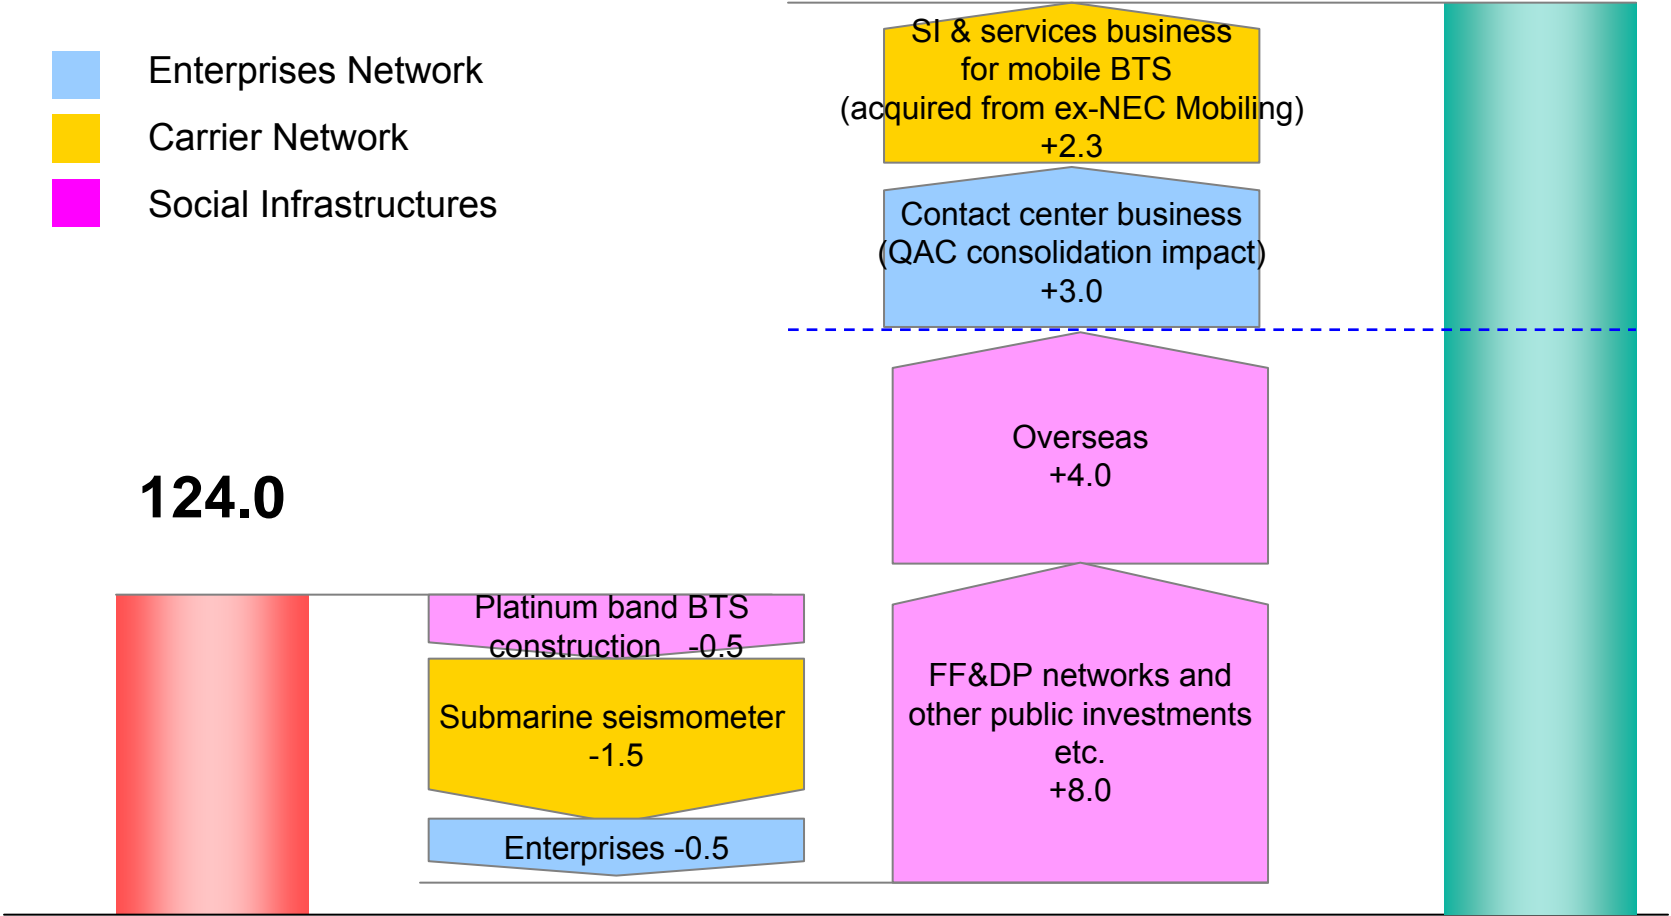 Enterprises Network
Carrier Network
Social Infrastructures
124.0
Platinum band BTS
construction -0.5
Submarine seismometer
-1.5
Enterprises -0.5
SI & services business
for mobile BTS
(acquired from ex-NEC Mobiling)
+2.3
Contact center business
(QAC consolidation impact)
+3.0
Overseas
+4.0
FF&DP networks and
other public investments
etc.
+8.0